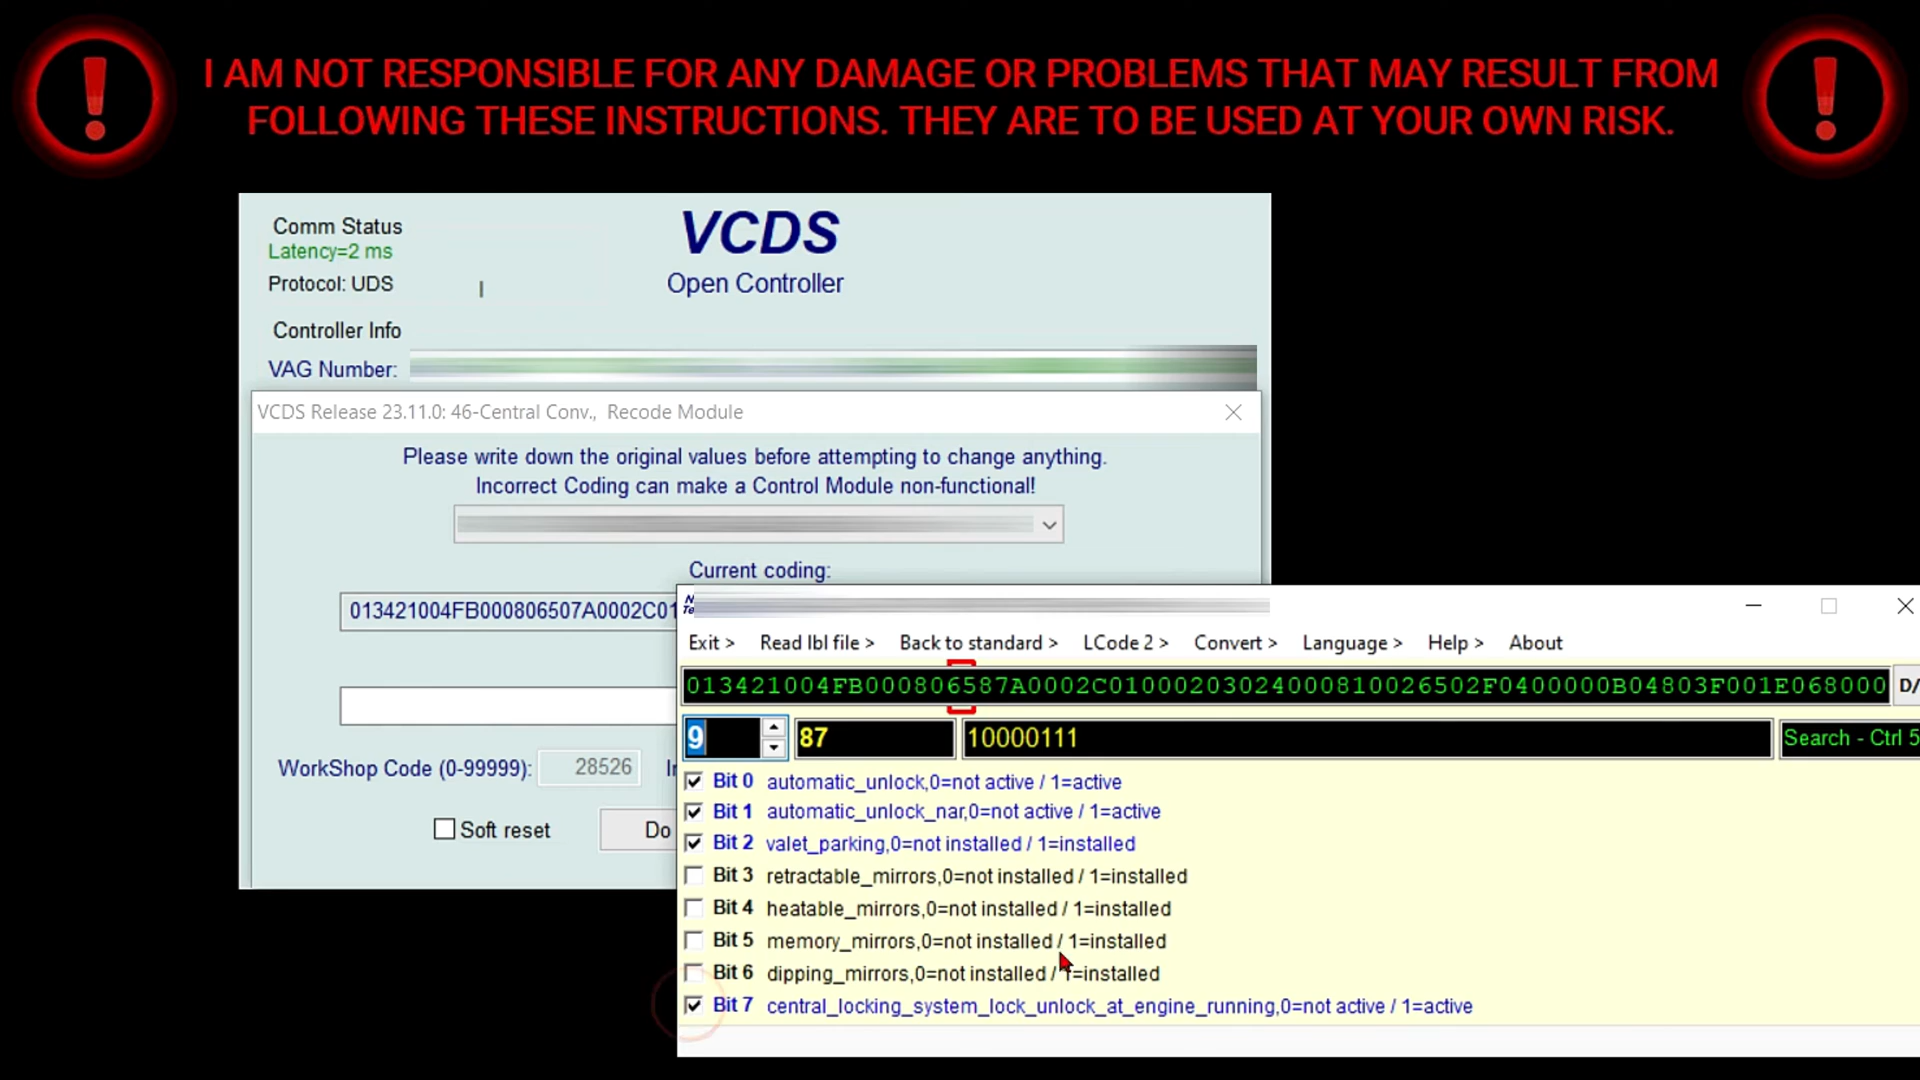 I AM NOT RESPONSIBLE FOR ANY DAMAGE OR PROBLEMS THAT MAY RESULT FROM
FOLLOWING THESE INSTRUCTIONS. THEY ARE TO BE USED AT YOUR OWN RISK.
Comm Status
Latency=2 ms
Protocol: UDS
VCDS
Open Controller
Controller Info
VAG Number:
VCDS Release 23.11.0: 46-Central Conv., Recode Module
Please write down the original values before attempting to change anything.
Incorrect Coding can make a Control Module non-functional!
Current coding:
013421004FB000806507A0002C01
WorkShop Code (0-99999): 28526
Soft reset
Do
Exit > Read lbl file > Back to standard > LCode 2 > Convert > Language > Help > About
013421004FB000806587A0002C01000203024000810026502F0400000B04803F001E068000 D/
9 87 10000111 Search - Ctrl 5
Bit 0 automatic_unlock,0=not active / 1=active
Bit 1 automatic_unlock_nar,0=not active / 1=active
Bit 2 valet_parking,0=not installed / 1=installed
Bit 3 retractable_mirrors,0=not installed / 1=installed
Bit 4 heatable_mirrors,0=not installed / 1=installed
Bit 5 memory_mirrors,0=not installed / 1=installed
Bit 6 dipping_mirrors,0=not installed / 1=installed
Bit 7 central_locking_system_lock_unlock_at_engine_running,0=not active / 1=active